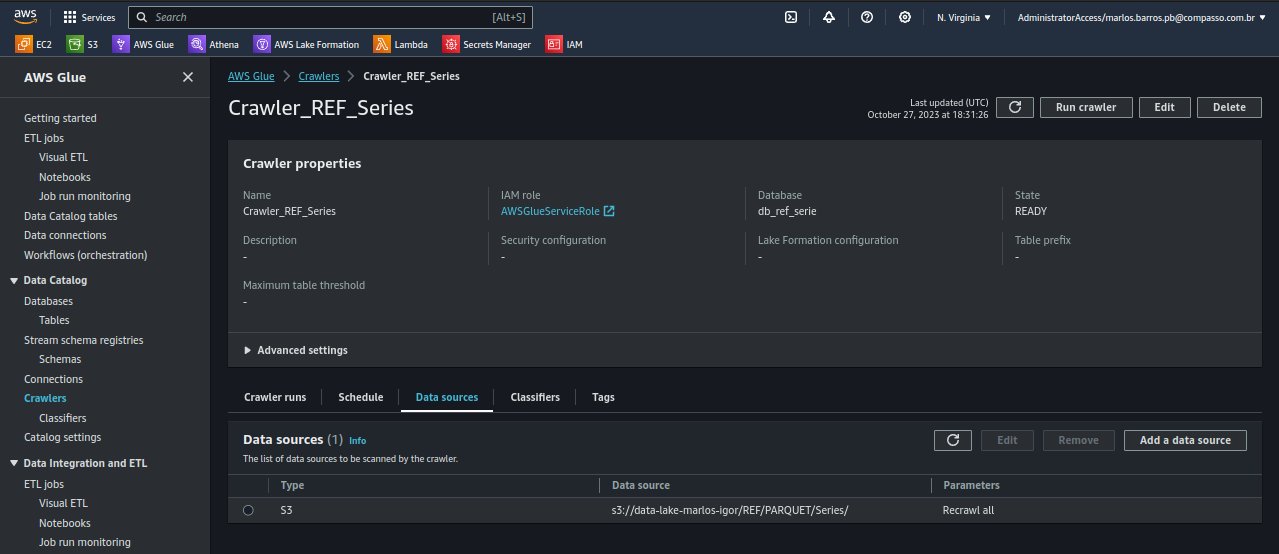 aws Services Search [Alt+S] N. Virginia AdministratorAccess/marlos.barros.pb@compasso.com.br
EC2 S3 AWS Glue Athena AWS Lake Formation Lambda Secrets Manager IAM
AWS Glue
Getting started
ETL jobs
Visual ETL
Notebooks
Job run monitoring
Data Catalog tables
Data connections
Workflows (orchestration)
Data Catalog
Databases
Tables
Stream schema registries
Schemas
Connections
Crawlers
Classifiers
Catalog settings
Data Integration and ETL
ETL jobs
Visual ETL
Notebooks
Job run monitoring
AWS Glue Crawlers Crawler_REF_Series
Crawler_REF_Series
Last updated (UTC)
October 27, 2023 at 18:31:26
Run crawler Edit Delete
Crawler properties
Name IAM role Database State
Crawler_REF_Series AWSGlueServiceRole db_ref_serie READY
Description Security configuration Lake Formation configuration Table prefix
- - - -
Maximum table threshold
-
Advanced settings
Crawler runs Schedule Data sources Classifiers Tags
Data sources (1) Info Edit Remove Add a data source
The list of data sources to be scanned by the crawler.
Type Data source Parameters
S3 s3://data-lake-marlos-igor/REF/PARQUET/Series/ Recrawl all